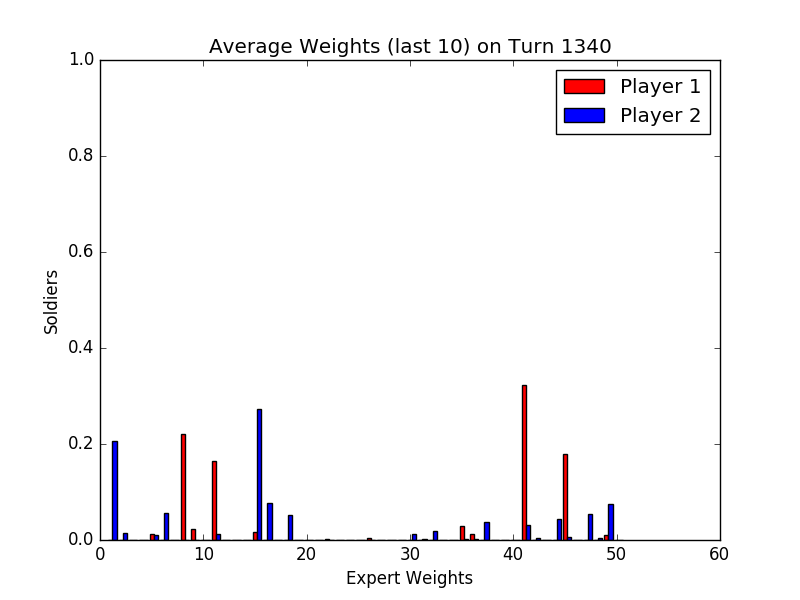 Average Weights (last 10) on Turn 1340
1.0
Player 1
Player 2
0.8
0.6
Soldiers
0.4
0.2
0.0
0 10 20 30 40 50 60
Expert Weights